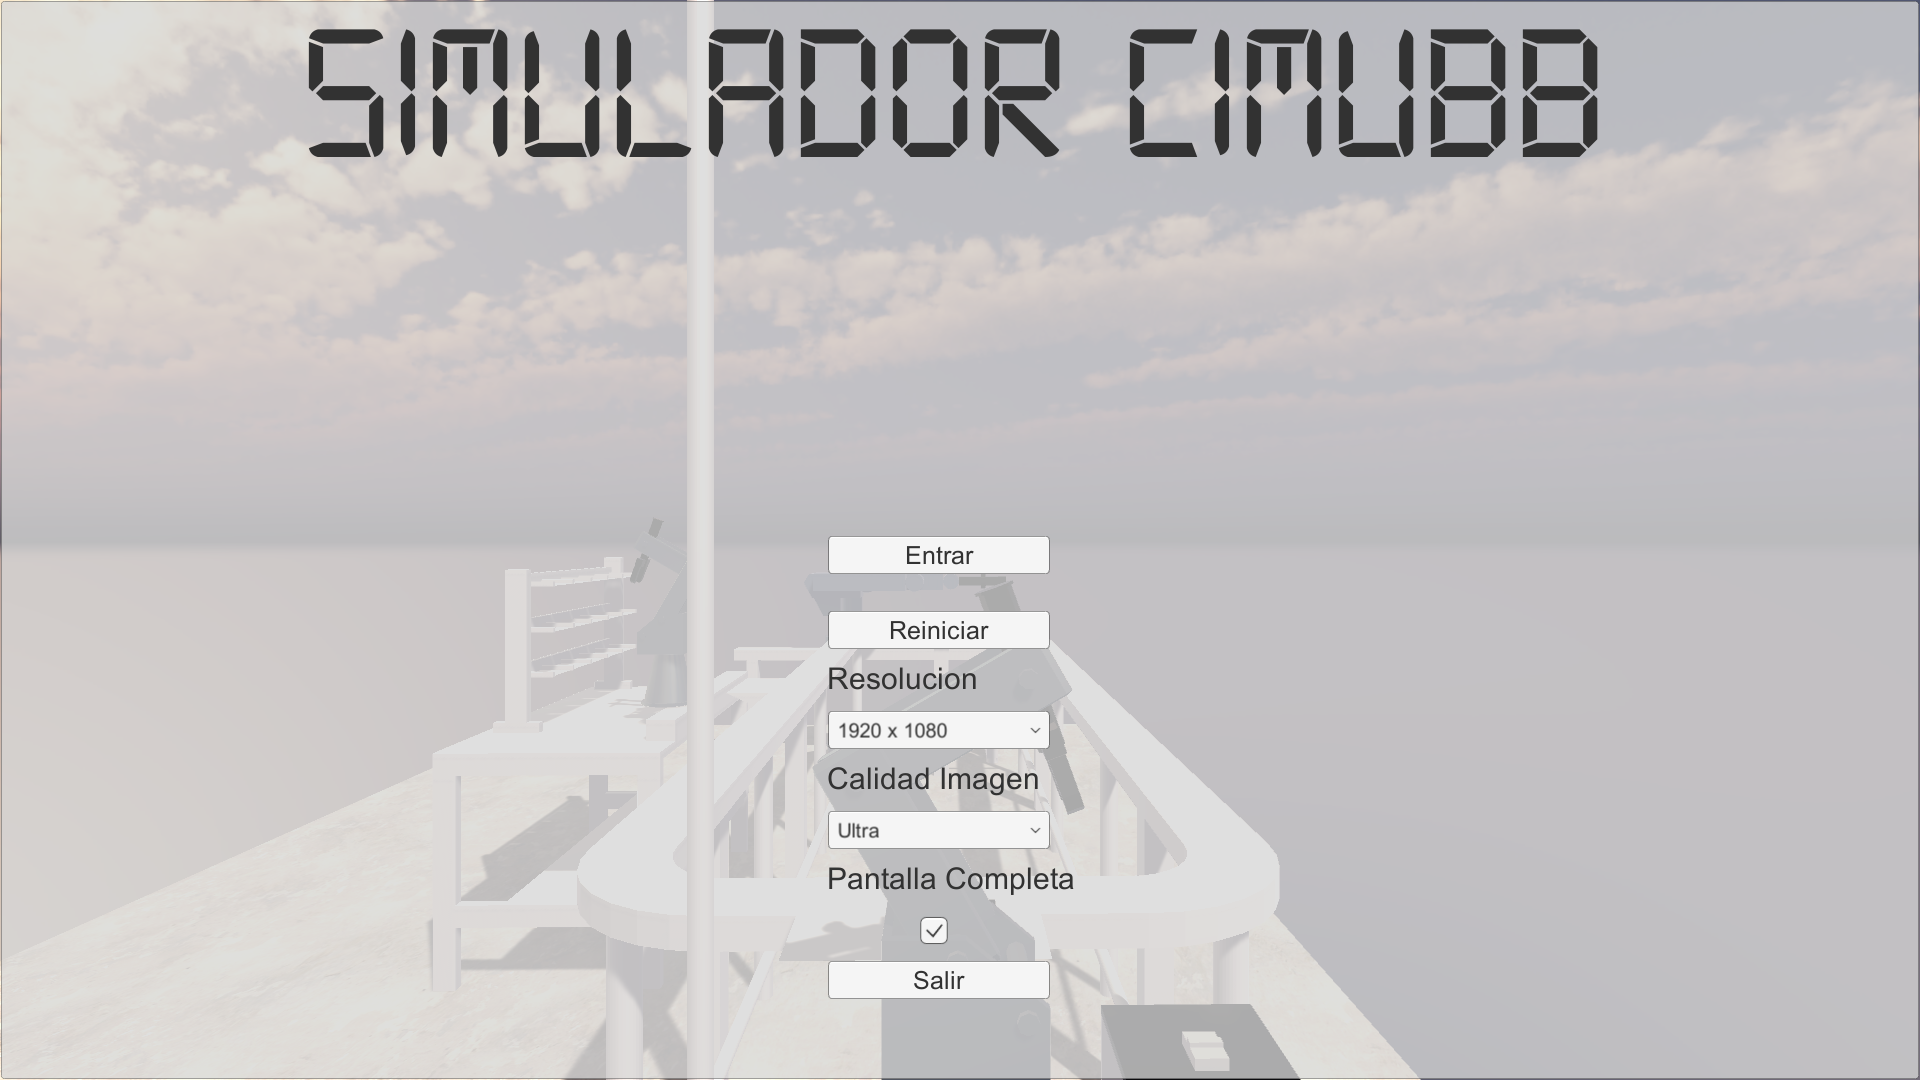 SIMULADOR CIMUBB
Entrar
Reiniciar
Resolucion
1920 x 1080
Calidad Imagen
Ultra
Pantalla Completa
Salir